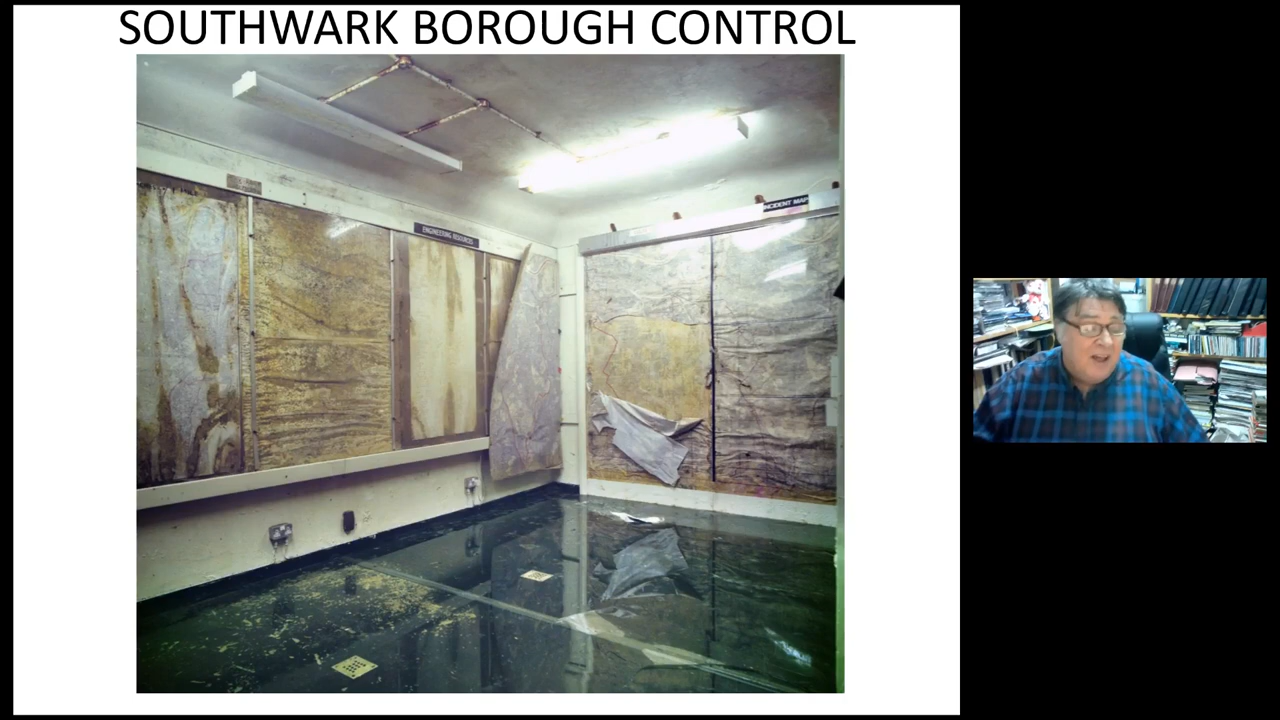 SOUTHWARK BOROUGH CONTROL
ENGINEERING RESOURCES
INCIDENT MAP